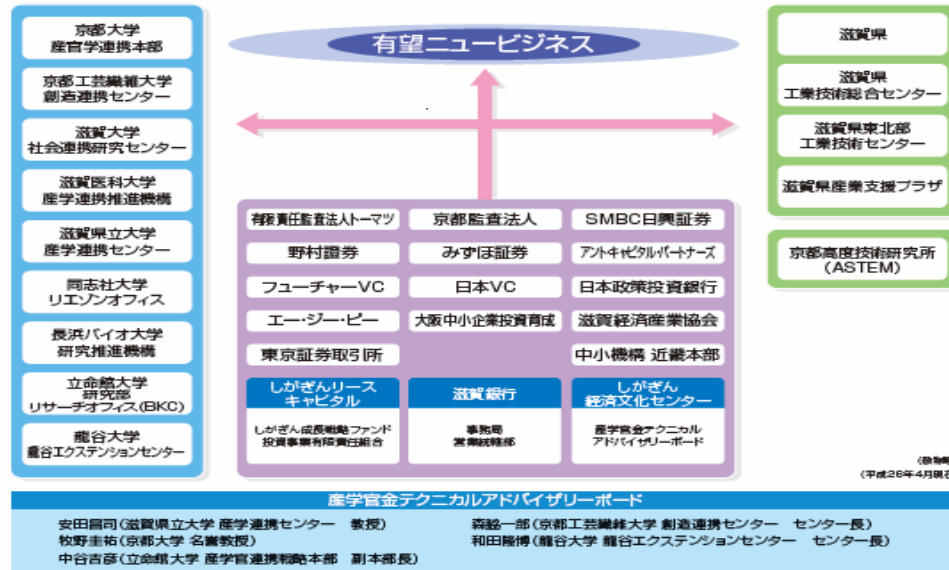 有望ニュービジネス
京都大学
産官学連携本部
京都工芸繊維大学
創造連携センター
滋賀大学
社会連携研究センター
滋賀医科大学
産学連携推進機構
滋賀県立大学
産学連携センター
同志社大学
リエゾンオフィス
長浜バイオ大学
研究推進機構
立命館大学
研究部
リサーチオフィス(BKC)
龍谷大学
龍谷エクステンションセンター
有限責任監査法人トーマツ 京都監査法人 SMBC日興証券
野村證券 みずほ証券 アントキャピタルパートナーズ
フューチャーVC 日本VC 日本政策投資銀行
エー・ジー・ピー 大阪中小企業投資育成 滋賀経済産業協会
東京証券取引所 中小機構 近畿本部
しがぎんリース
キャピタル
しがぎん成長戦略ファンド
投資事業有限責任組合
滋賀銀行
事務局
営業統轄部
しがぎん
経済文化センター
産学官金テクニカル
アドバイザリーボード
滋賀県
滋賀県
工業技術総合センター
滋賀県東北部
工業技術センター
滋賀県産業支援プラザ
京都高度技術研究所
(ASTEM)
(平成26年4月現在
産学官金テクニカルアドバイザリーボード
安田昌司(滋賀県立大学 産学連携センター 教授) 森脇一郎(京都工芸繊維大学 創造連携センター センター長)
牧野圭祐(京都大学 名誉教授) 和田隆博(龍谷大学 龍谷エクステンションセンター センター長)
中谷吉彦(立命館大学 産学官連携戦略本部 副本部長)